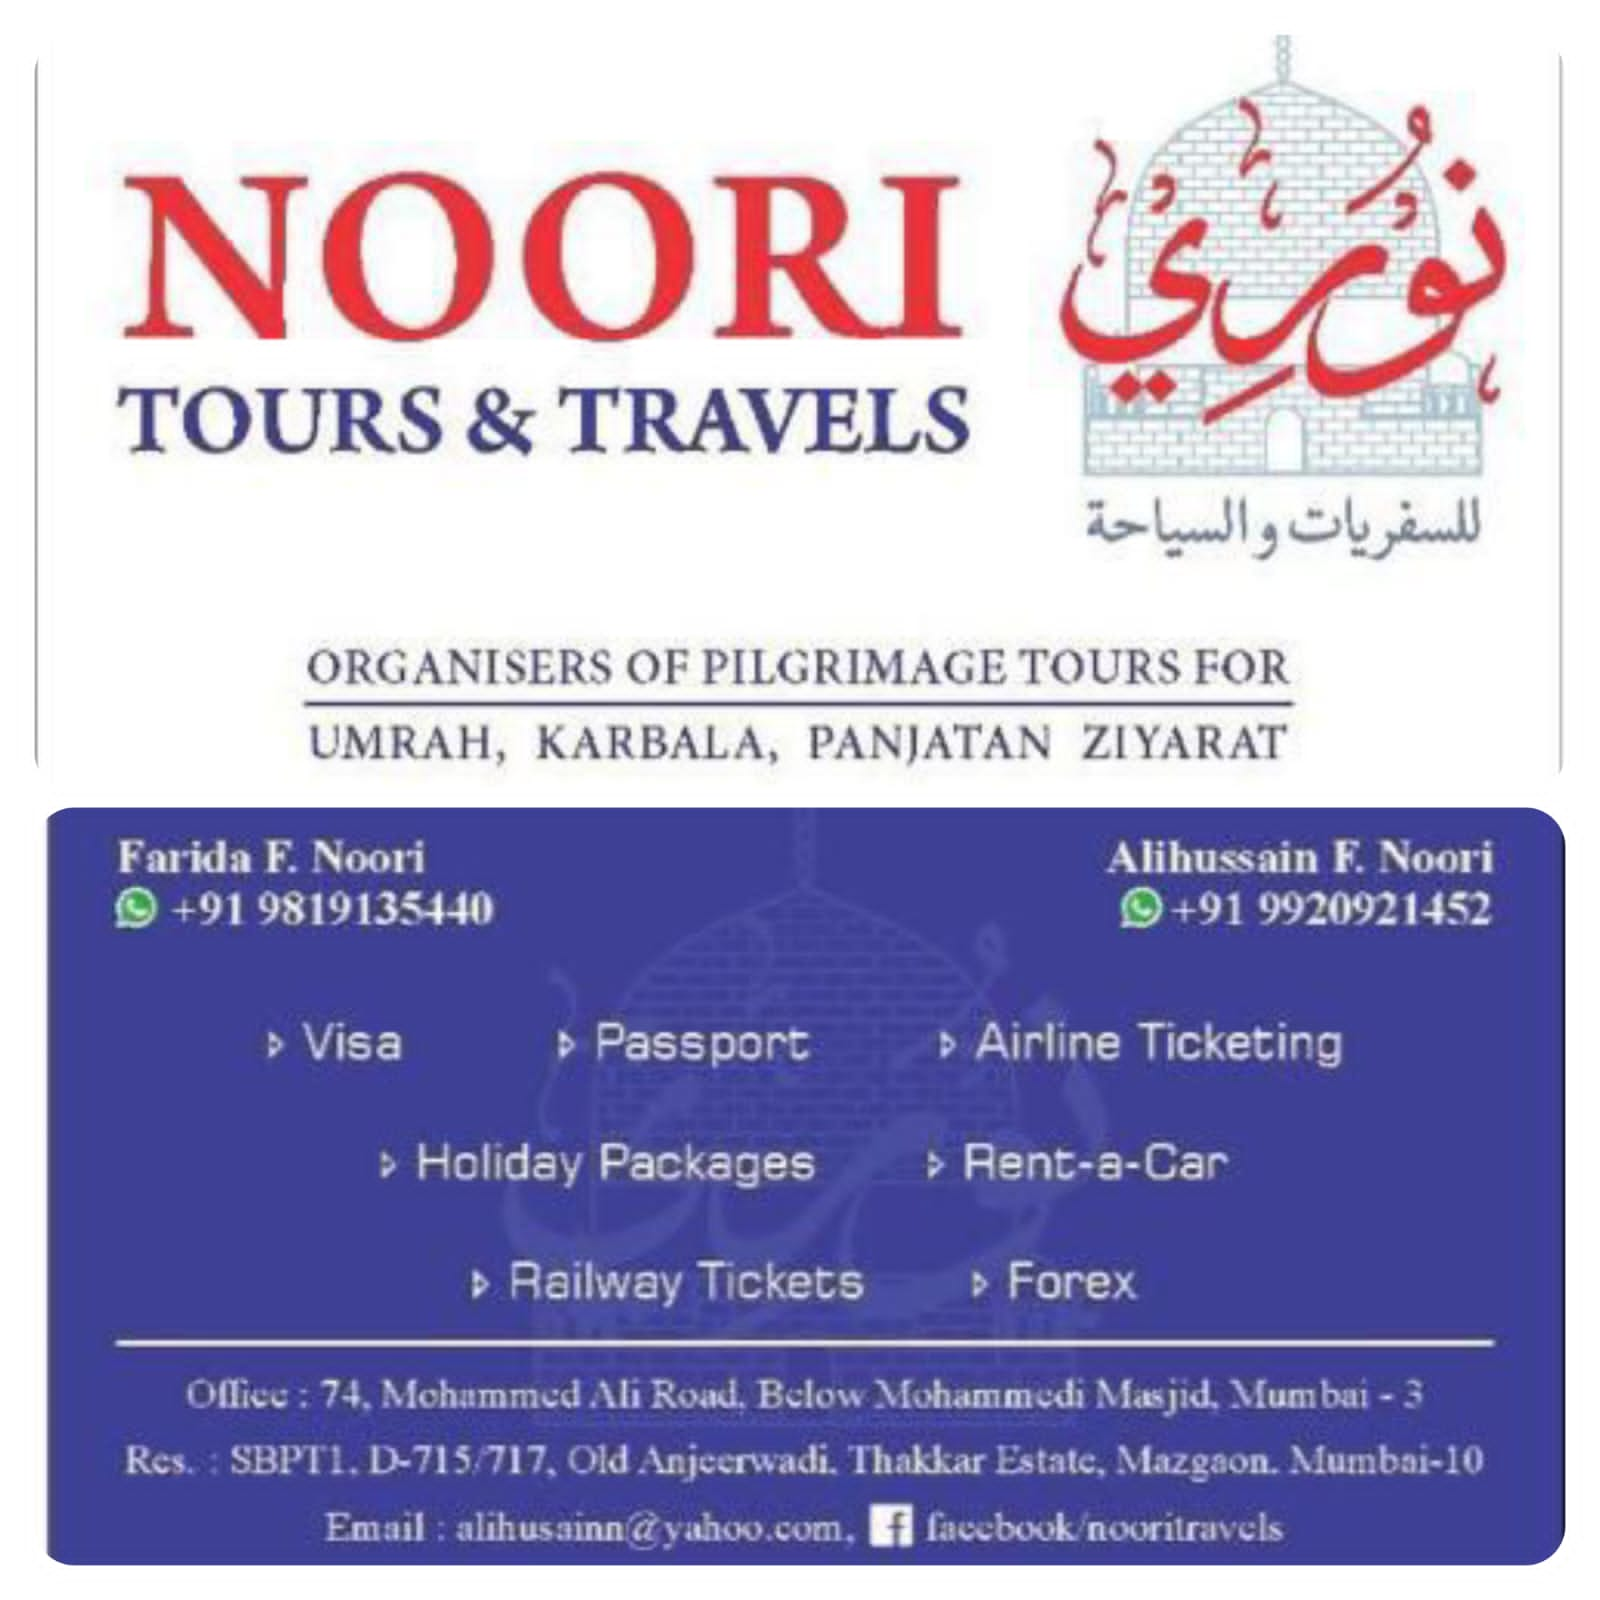 NOORI
TOURS & TRAVELS
نُورِي
للسفريات و السياحة
ORGANISERS OF PILGRIMAGE TOURS FOR
UMRAH, KARBALA, PANJATAN ZIYARAT
Farida F. Noori
+91 9819135440
Alihussain F. Noori
+91 9920921452
Visa
Passport
Airline Ticketing
Holiday Packages
Rent-a-Car
Railway Tickets
Forex
Office : 74, Mohammed Ali Road, Below Mohammedi Masjid, Mumbai - 3
Res. : SBPT1, D-715/717, Old Anjeerwadi, Thakkar Estate, Mazgaon. Mumbai-10
Email : alihusainn@yahoo.com, facebook/nooritravels